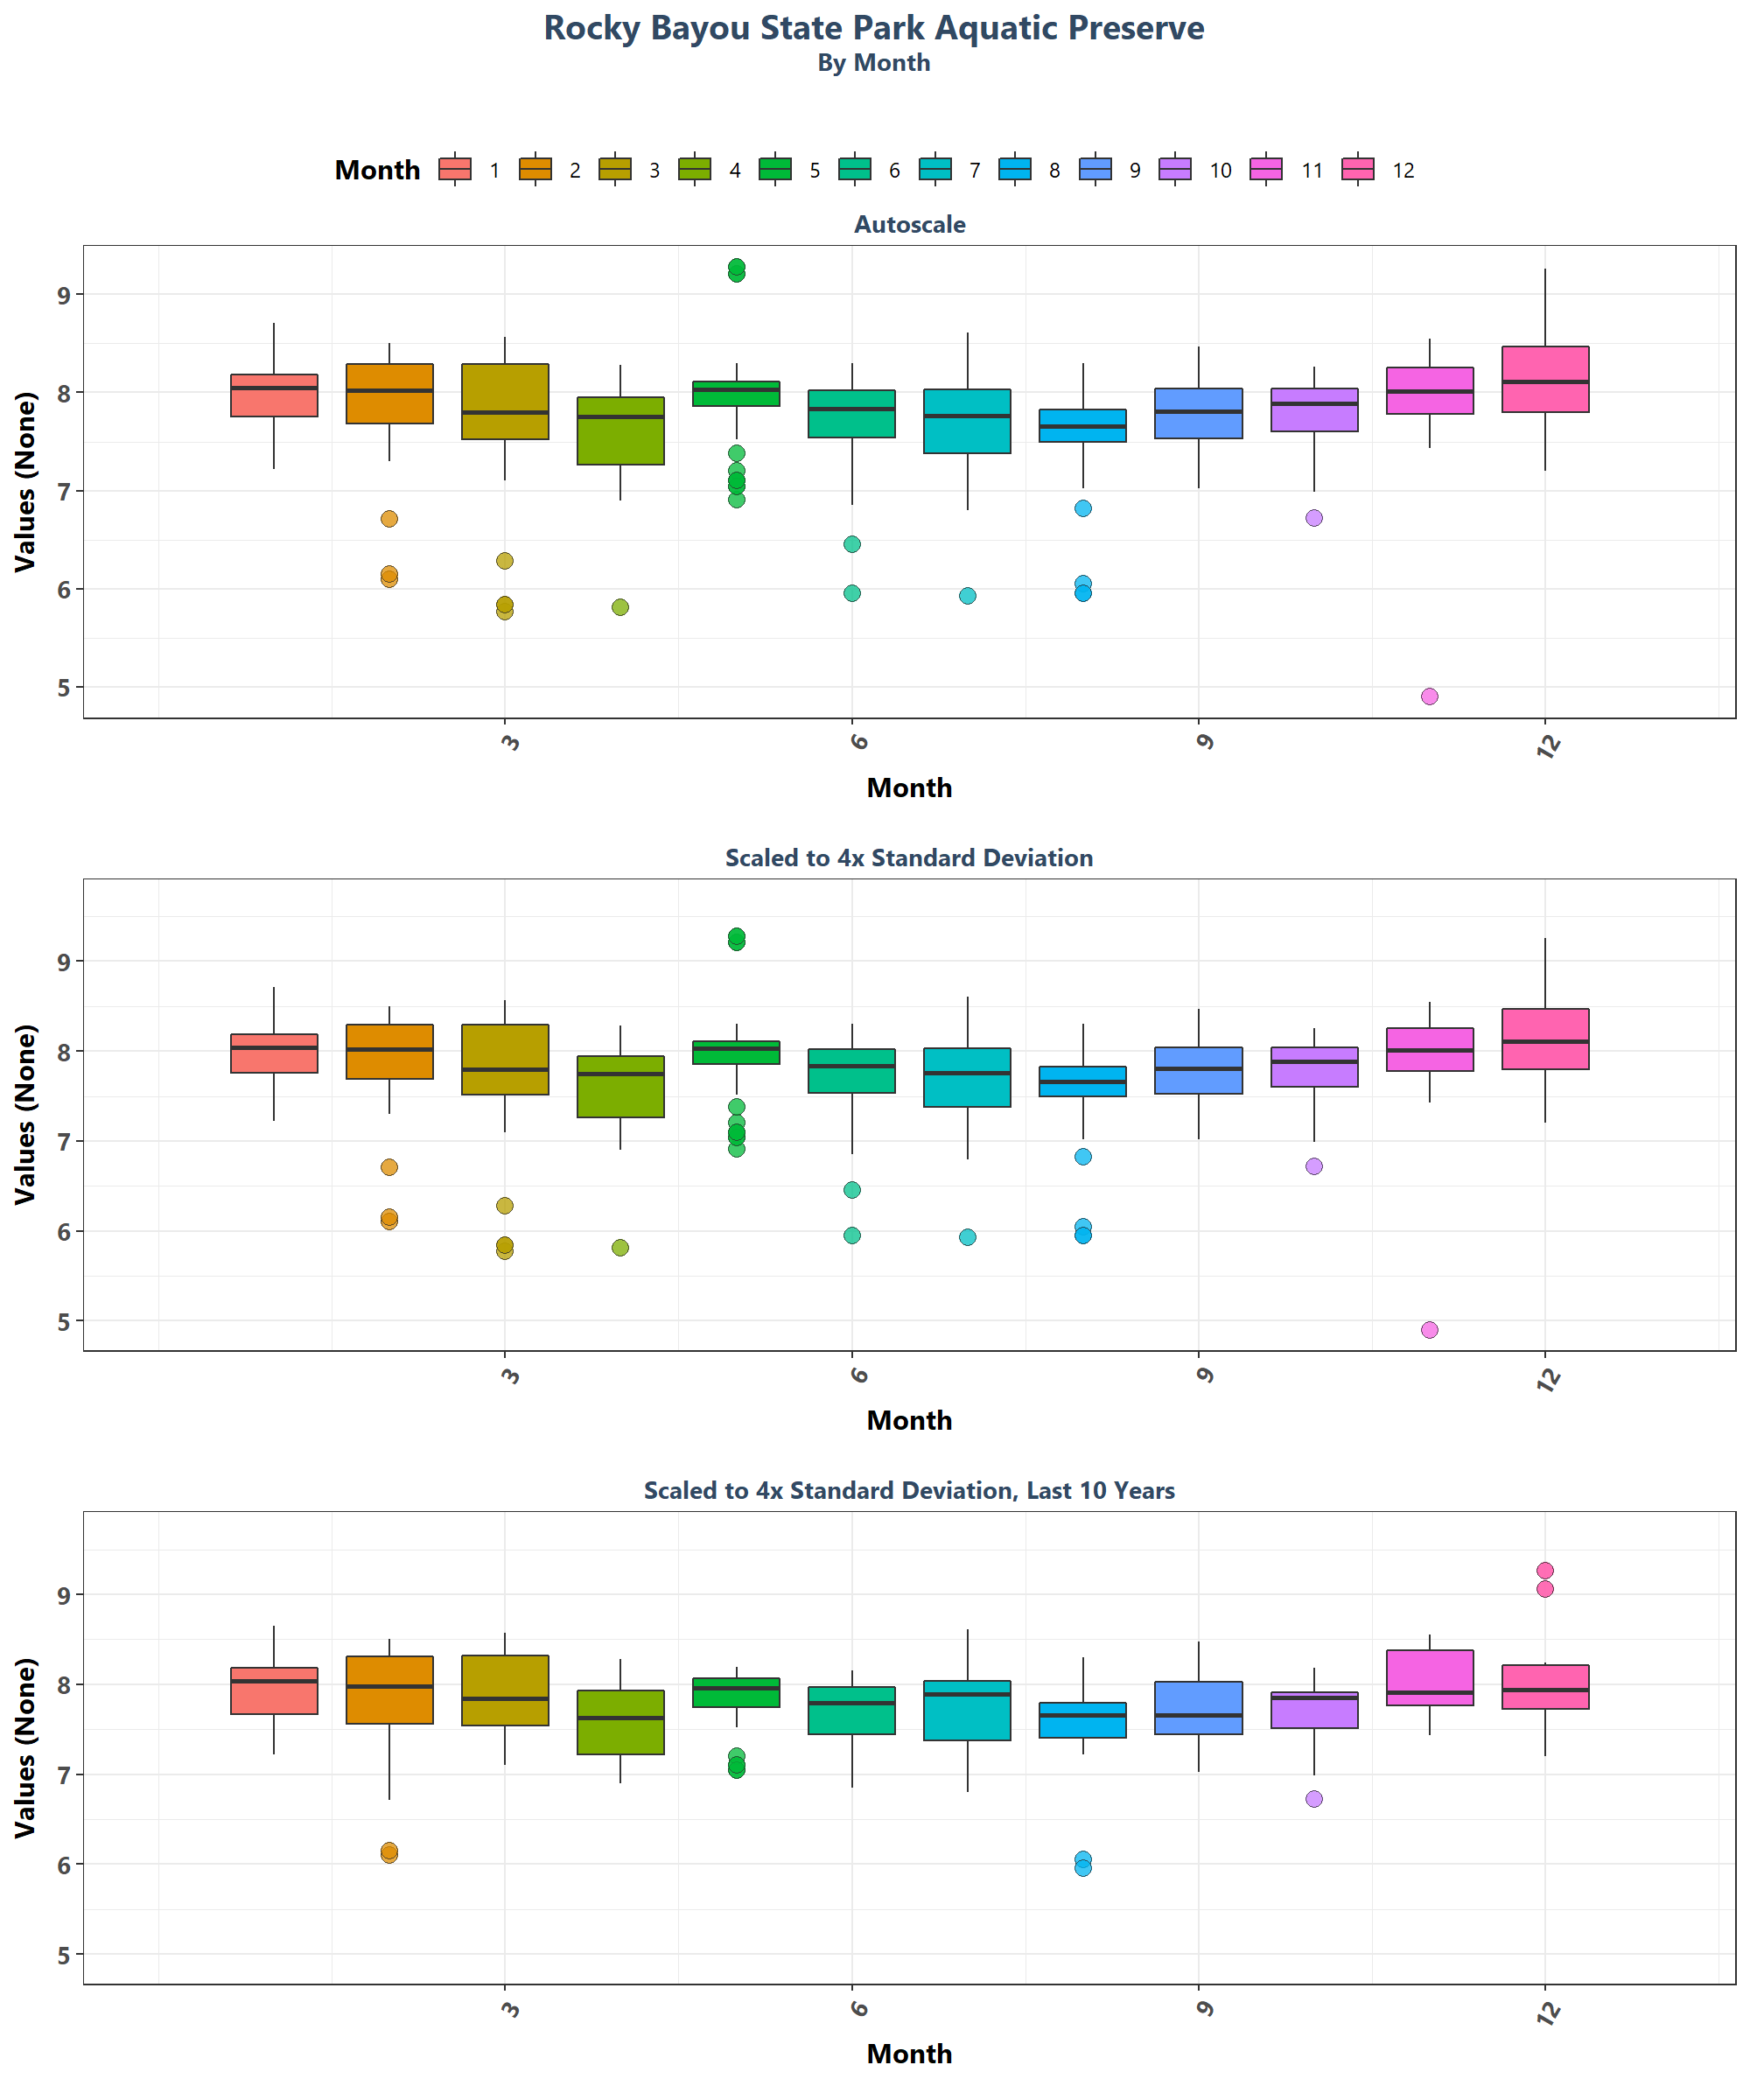 Rocky Bayou State Park Aquatic Preserve
By Month
Month 1 2 3 4 5 6 7 8 9 10 11 12
Autoscale
Values (None)
9
8
7
6
5
3 6 9 12
Month
Scaled to 4x Standard Deviation
Values (None)
9
8
7
6
5
3 6 9 12
Month
Scaled to 4x Standard Deviation, Last 10 Years
Values (None)
9
8
7
6
5
3 6 9 12
Month